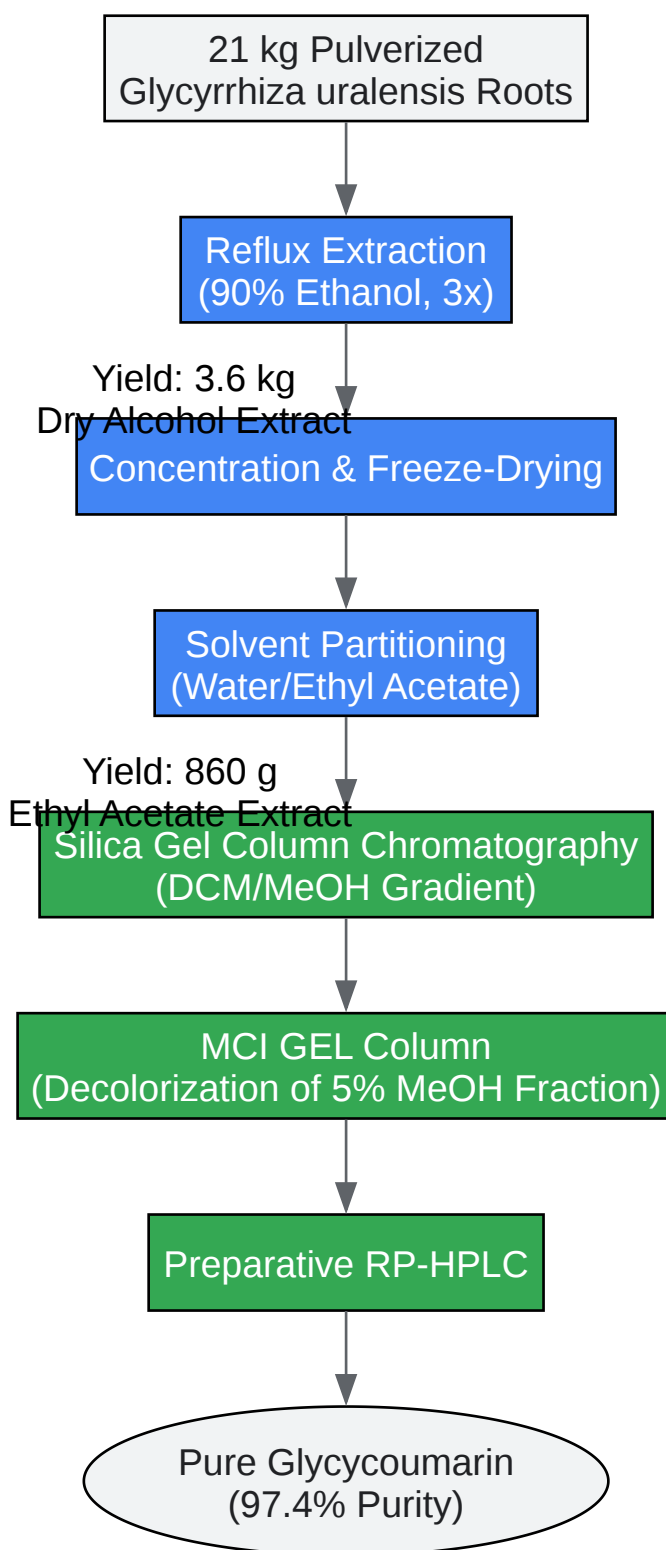 21 kg Pulverized
Glycyrrhiza uralensis Roots
Reflux Extraction
(90% Ethanol, 3x)
Yield: 3.6 kg
Dry Alcohol Extract
Concentration & Freeze-Drying
Solvent Partitioning
(Water/Ethyl Acetate)
Yield: 860 g
Ethyl Acetate Extract
Silica Gel Column Chromatography
(DCM/MeOH Gradient)
MCI GEL Column
(Decolorization of 5% MeOH Fraction)
Preparative RP-HPLC
Pure Glycycoumarin
(97.4% Purity)